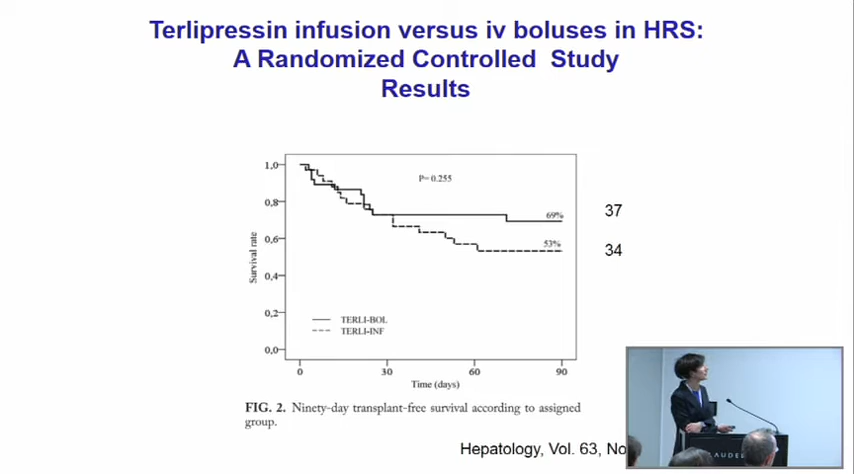 Terlipressin infusion versus iv boluses in HRS:
A Randomized Controlled Study
Results
1,0
0,8
0,6
0,4
0,2
0,0
Survival rate
P= 0.255
69%
53%
37
34
TERLI-BOL
TERLI-INF
0 30 60 90
Time (days)
FIG. 2. Ninety-day transplant-free survival according to assigned
group.
Hepatology, Vol. 63, No